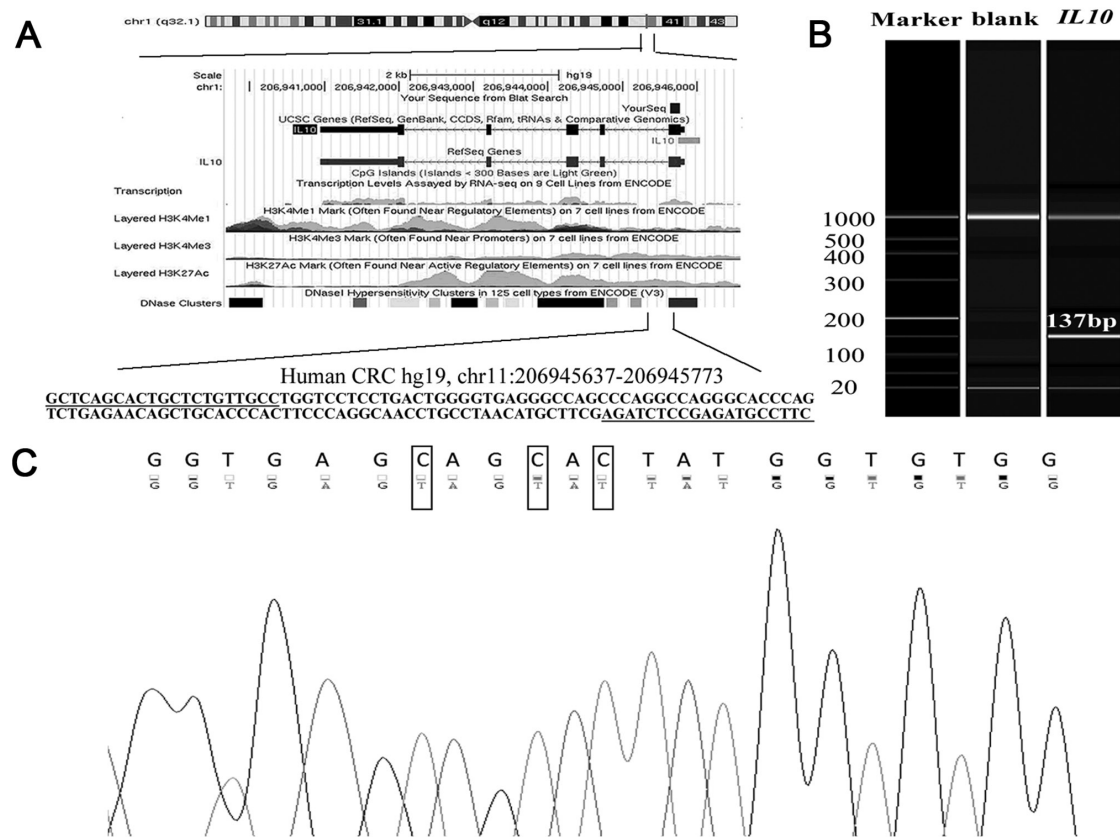 A
chr1 (q32.1)
31.1
q12
41
43
Scale
2 kb
hg19
chr1:
206,941,000
206,942,000
206,943,000
206,944,000
206,945,000
206,946,000
Your Sequence from Blat Search
YourSeq
UCSC Genes (RefSeq, GenBank, CCDS, Rfam, tRNAs & Comparative Genomics)
IL10
IL10
RefSeq Genes
IL10
CpG Islands (Islands < 300 Bases are Light Green)
Transcription Levels Assayed by RNA-seq on 9 Cell Lines from ENCODE
Transcription
H3K4Me1 Mark (Often Found Near Regulatory Elements) on 7 cell lines from ENCODE
Layered H3K4Me1
H3K4Me3 Mark (Often Found Near Promoters) on 7 cell lines from ENCODE
Layered H3K4Me3
H3K27Ac Mark (Often Found Near Active Regulatory Elements) on 7 cell lines from ENCODE
Layered H3K27Ac
DNaseI Hypersensitivity Clusters in 125 cell types from ENCODE (V3)
DNase Clusters
Human CRC hg19, chr11:206945637-206945773
GCTCAGCACTGCTCTGTTGCCTGGTCCTCCTGACTGGGGTGAGGGCCAGCCCAGGCCAGGGCACCCAG
TCTGAGAACAGCTGCACCCACTTCCCAGGCAACCTGCCTAACATGCTTCGAGATCTCCGAGATGCCTTC
B
Marker blank IL10
1000
500
400
300
200
100
20
137bp
C
G G T G A G C A G C A C T A T G G T G T G G
G G T G A G T A G T A T T A T G G T G T G G